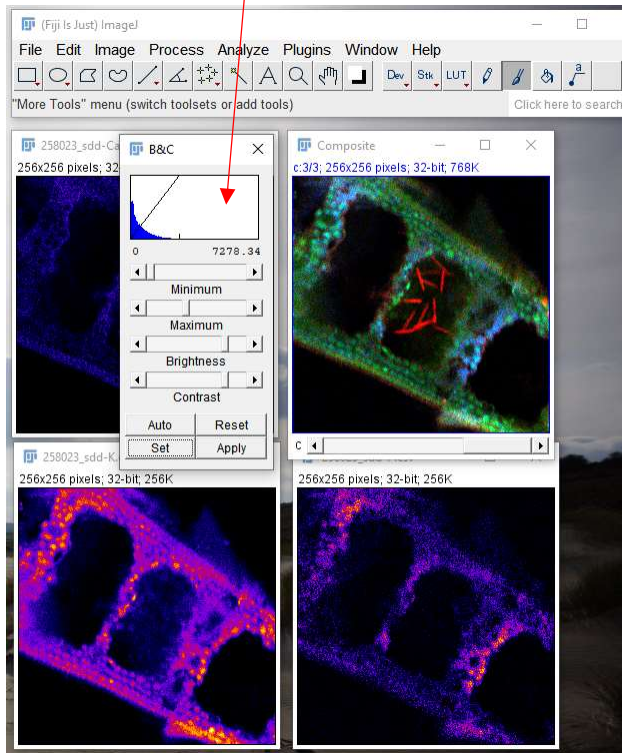 (Fiji Is Just) ImageJ
File Edit Image Process Analyze Plugins Window Help
A Dev. Stk LUT a
"More Tools" menu (switch toolsets or add tools)
Click here to search
258023_sdd-Ca
256x256 pixels; 32
B&C
0 7278.34
Minimum
Maximum
Brightness
Contrast
Auto Reset
Set Apply
Composite
c:3/3; 256x256 pixels; 32-bit; 768K
c
258023_sdd-K
256x256 pixels; 32-bit; 256K
256x256 pixels; 32-bit; 256K